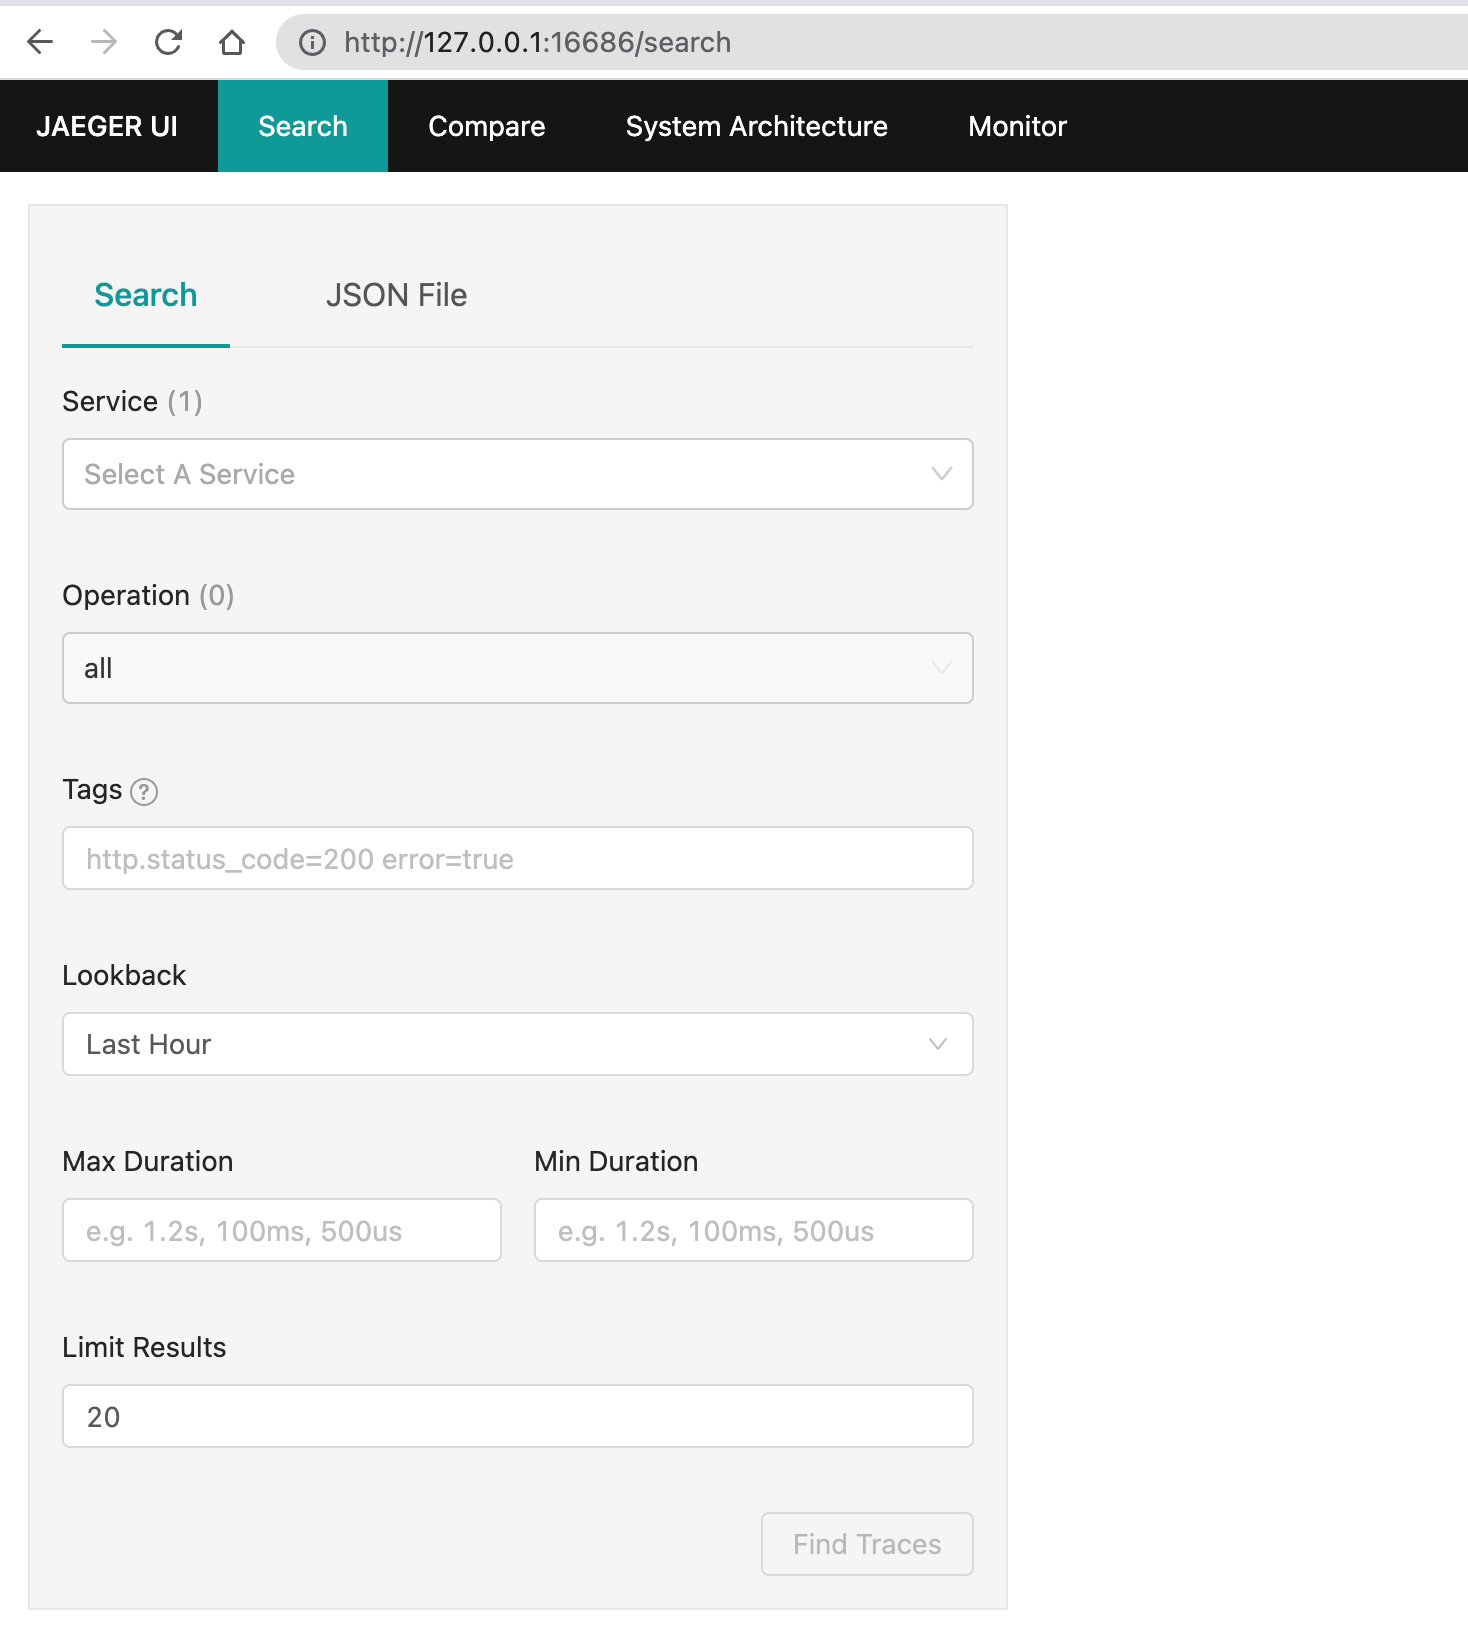 http://127.0.0.1:16686/search
JAEGER UI Search Compare System Architecture Monitor
Search JSON File
Service (1)
Select A Service
Operation (0)
all
Tags ?
http.status_code=200 error=true
Lookback
Last Hour
Max Duration Min Duration
e.g. 1.2s, 100ms, 500us e.g. 1.2s, 100ms, 500us
Limit Results
20
Find Traces